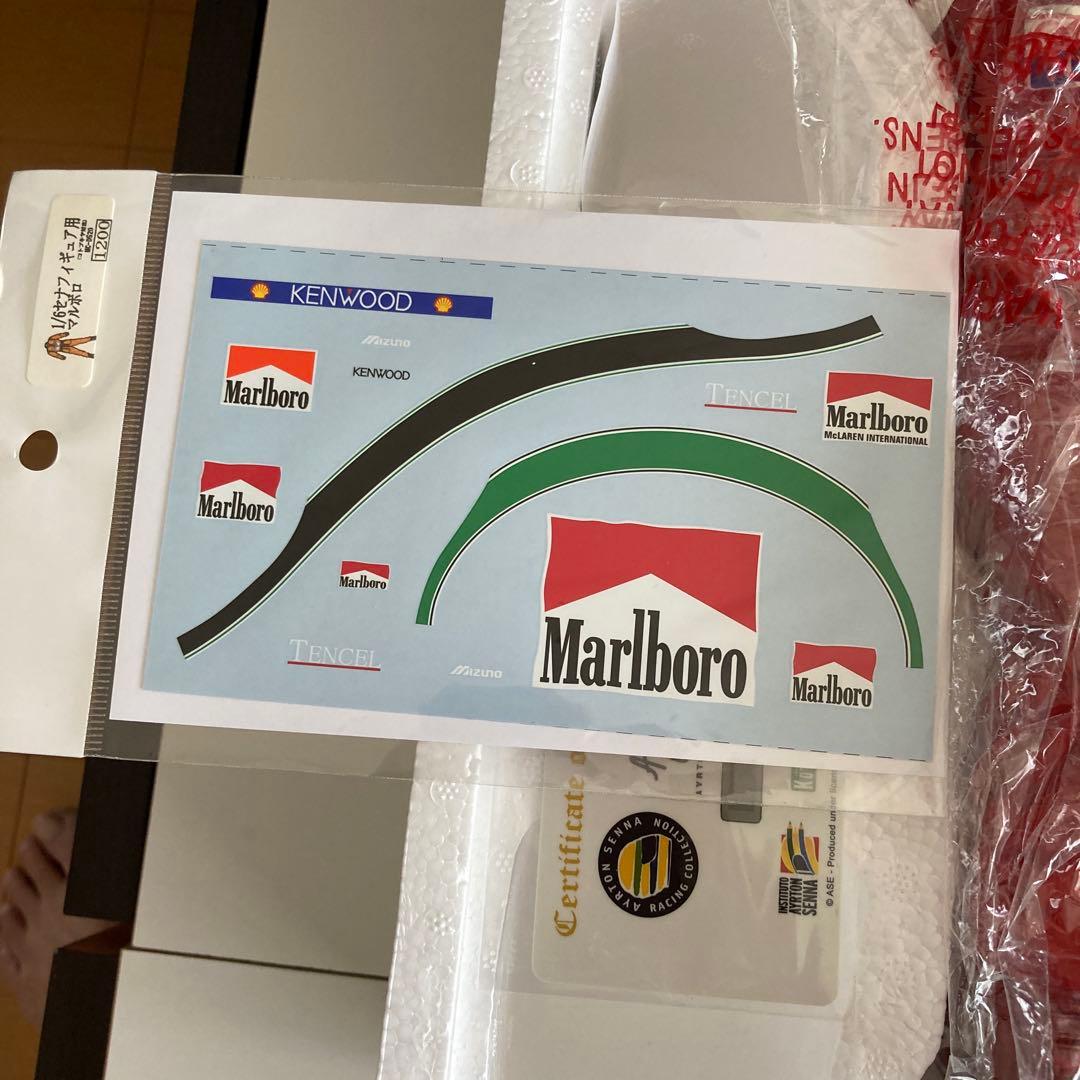 1/6セナフィギュア用
マルボロ
1200
KENWOOD
Mizuno
KENWOOD
Marlboro
TENCEL
Marlboro
McLAREN INTERNATIONAL
Marlboro
Marlboro
Marlboro
TENCEL
Mizuno
Marlboro
Certificate o
AYRTON SENNA
RACING COLLECTION
INSTITUTO
AYRTON
SENNA
© ASE - Produced under licen